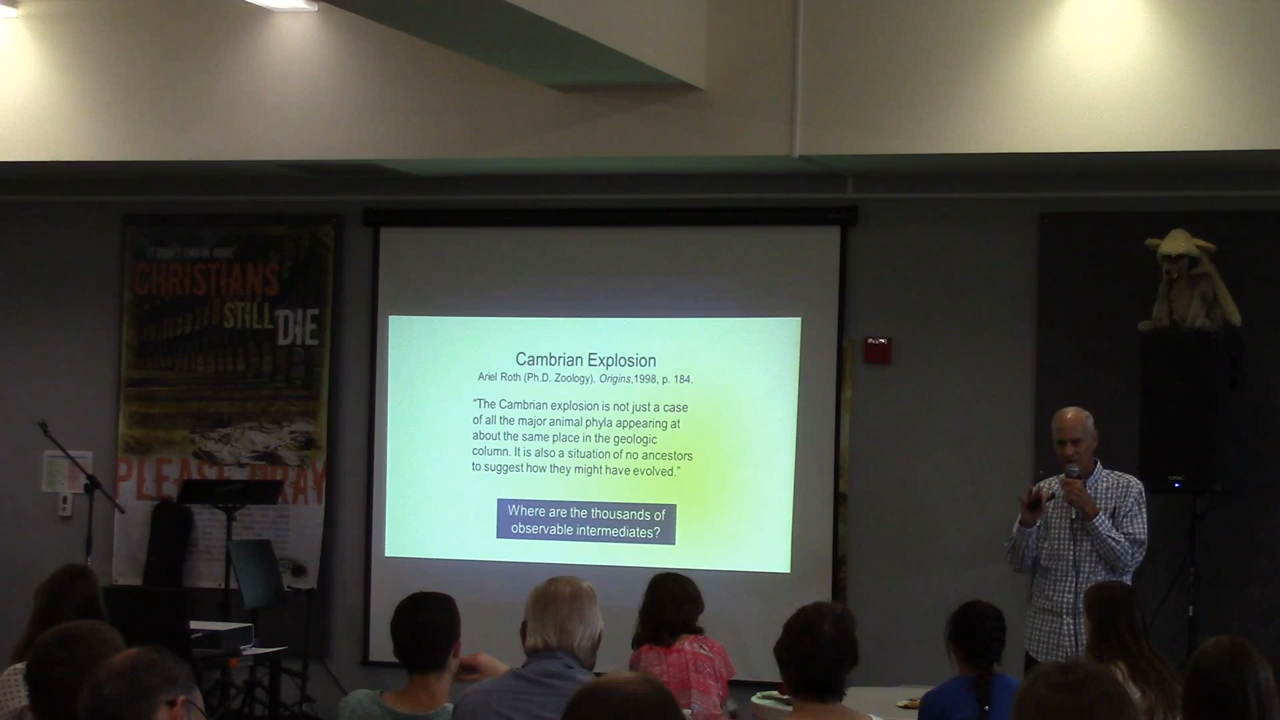 CHRISTIANS
STILL
DIE
PLEASE PRAY
Cambrian Explosion
Ariel Roth (Ph.D. Zoology), Origins,1998, p. 184.
“The Cambrian explosion is not just a case
of all the major animal phyla appearing at
about the same place in the geologic
column. It is also a situation of no ancestors
to suggest how they might have evolved.”
Where are the thousands of
observable intermediates?